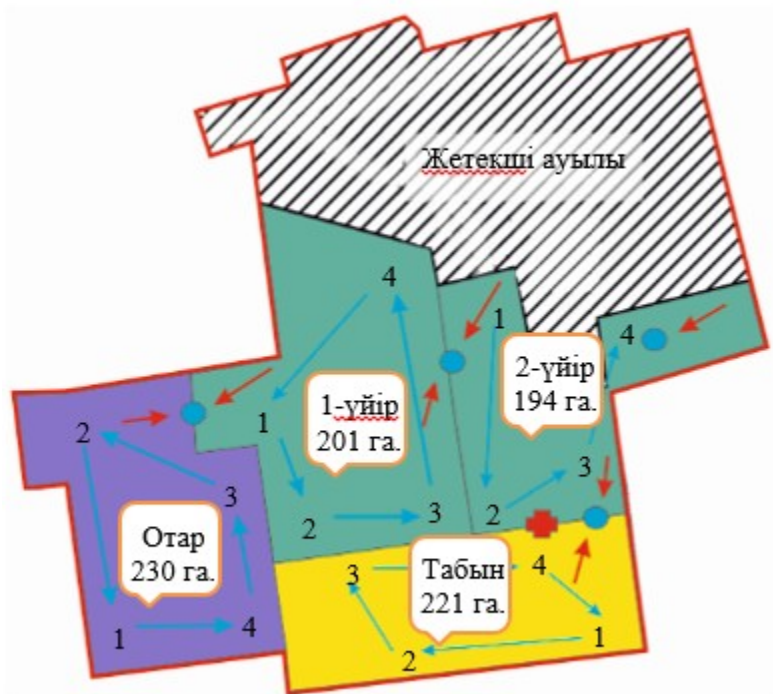 Жетекші ауылы
4
1
4
2-үйір
194 га.
1-үйір
201 га.
1
2
3
3
2
3
2
Отар
230 га.
Табын
221 га.
4
3
1
4
1
2